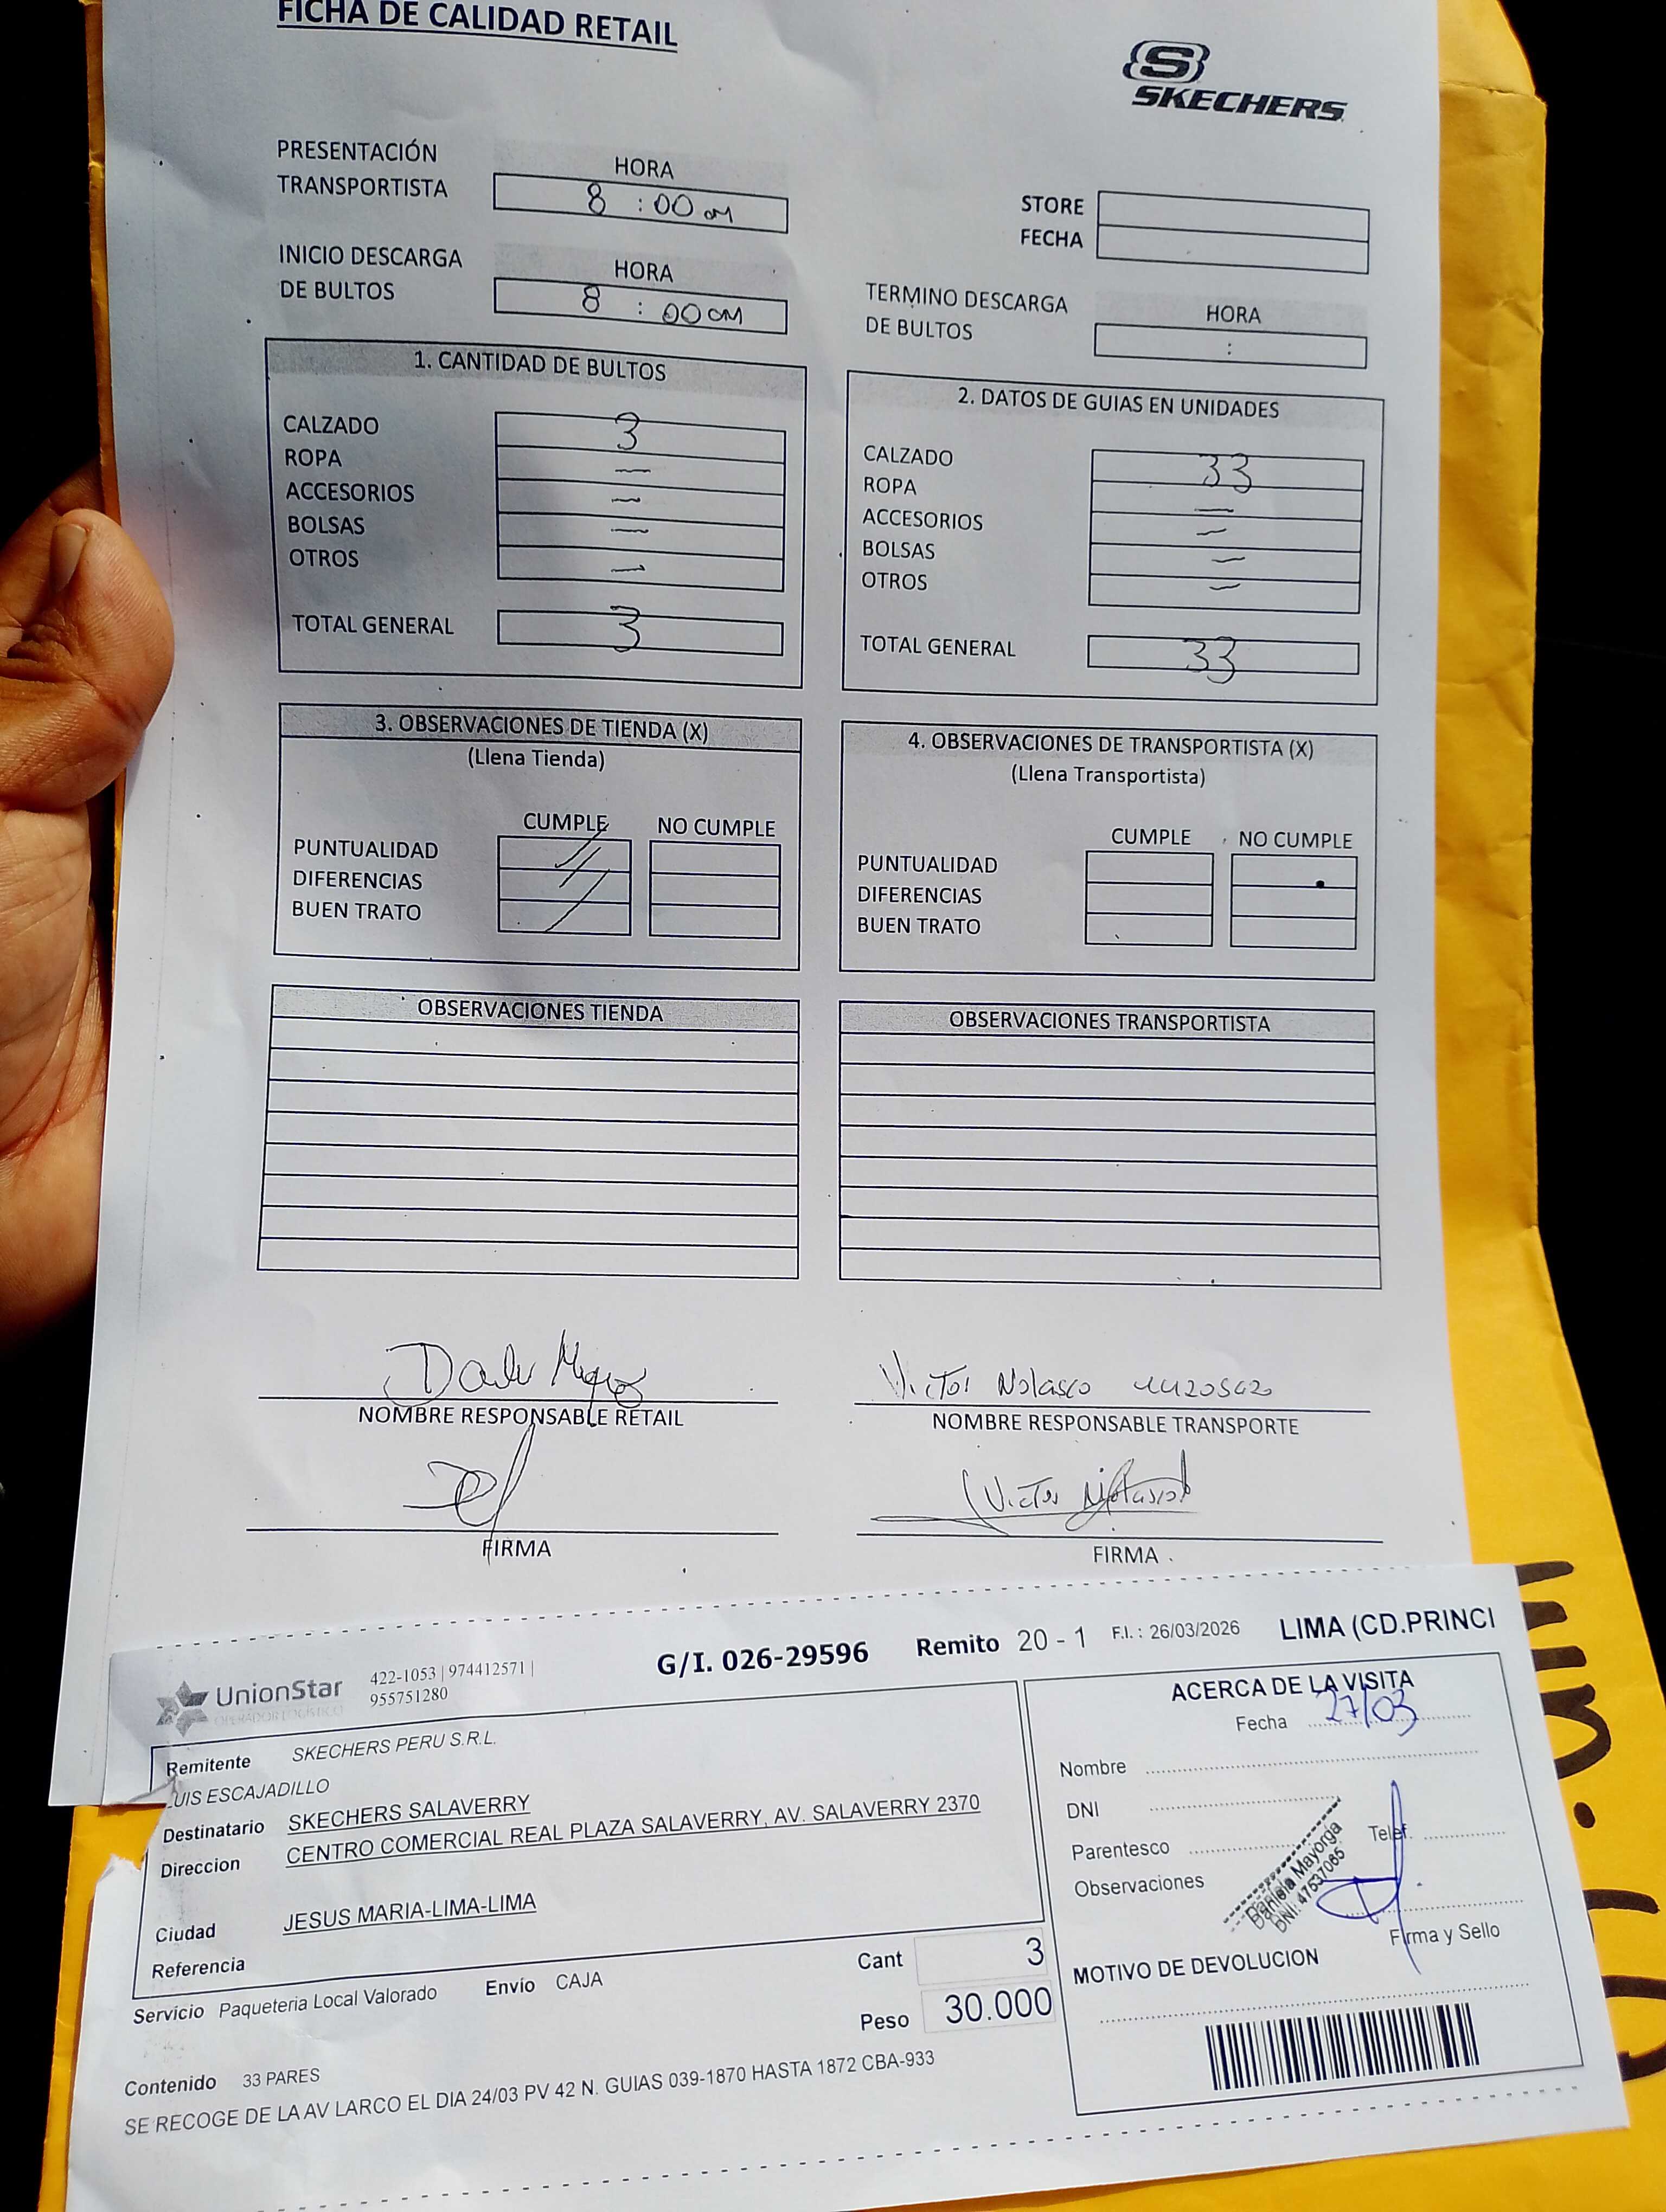 FICHA DE CALIDAD RETAIL
SKECHERS
PRESENTACIÓN TRANSPORTISTA
HORA
8 : 00 am
STORE
FECHA
INICIO DESCARGA DE BULTOS
HORA
8 : 00 am
TERMINO DESCARGA DE BULTOS
HORA
:
1. CANTIDAD DE BULTOS
CALZADO 3
ROPA —
ACCESORIOS —
BOLSAS —
OTROS —
TOTAL GENERAL 3
2. DATOS DE GUIAS EN UNIDADES
CALZADO 33
ROPA —
ACCESORIOS —
BOLSAS —
OTROS —
TOTAL GENERAL 33
3. OBSERVACIONES DE TIENDA (X)
(Llena Tienda)
CUMPLE NO CUMPLE
PUNTUALIDAD
DIFERENCIAS
BUEN TRATO
4. OBSERVACIONES DE TRANSPORTISTA (X)
(Llena Transportista)
CUMPLE NO CUMPLE
PUNTUALIDAD
DIFERENCIAS
BUEN TRATO
OBSERVACIONES TIENDA
OBSERVACIONES TRANSPORTISTA
NOMBRE RESPONSABLE RETAIL
Victor Nolasco
NOMBRE RESPONSABLE TRANSPORTE
FIRMA
Victor Nolasco
FIRMA
UnionStar
OPERADOR LOGISTICO
422-1053 | 974412571 |
955751280
G/I. 026-29596 Remito 20 - 1 F.I. : 26/03/2026 LIMA (CD.PRINCI
Remitente SKECHERS PERU S.R.L.
UIS ESCAJADILLO
Destinatario SKECHERS SALAVERRY
Direccion CENTRO COMERCIAL REAL PLAZA SALAVERRY, AV. SALAVERRY 2370
Ciudad JESUS MARIA-LIMA-LIMA
Referencia
Servicio Paquetería Local Valorado Envío CAJA
Cant 3
Peso 30.000
Contenido 33 PARES
SE RECOGE DE LA AV LARCO EL DIA 24/03 PV 42 N. GUIAS 039-1870 HASTA 1872 CBA-933
ACERCA DE LA VISITA
Fecha 27/03
Nombre
DNI
Parentesco Telef.
Observaciones
Daniela Mayorga
DNI: 47537065
Firma y Sello
MOTIVO DE DEVOLUCION